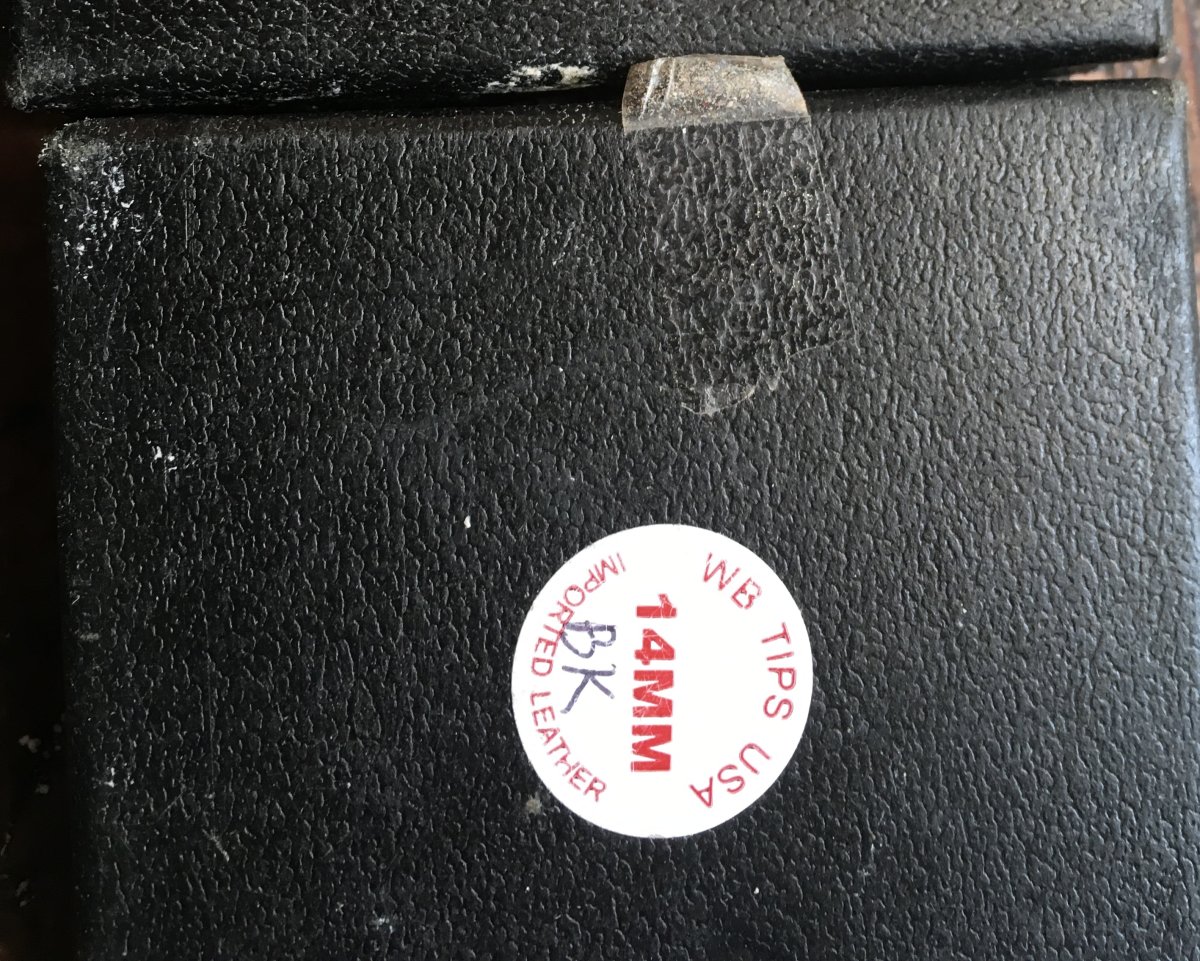 WB TIPS USA
14MM
BK
IMPORTED LEATHER